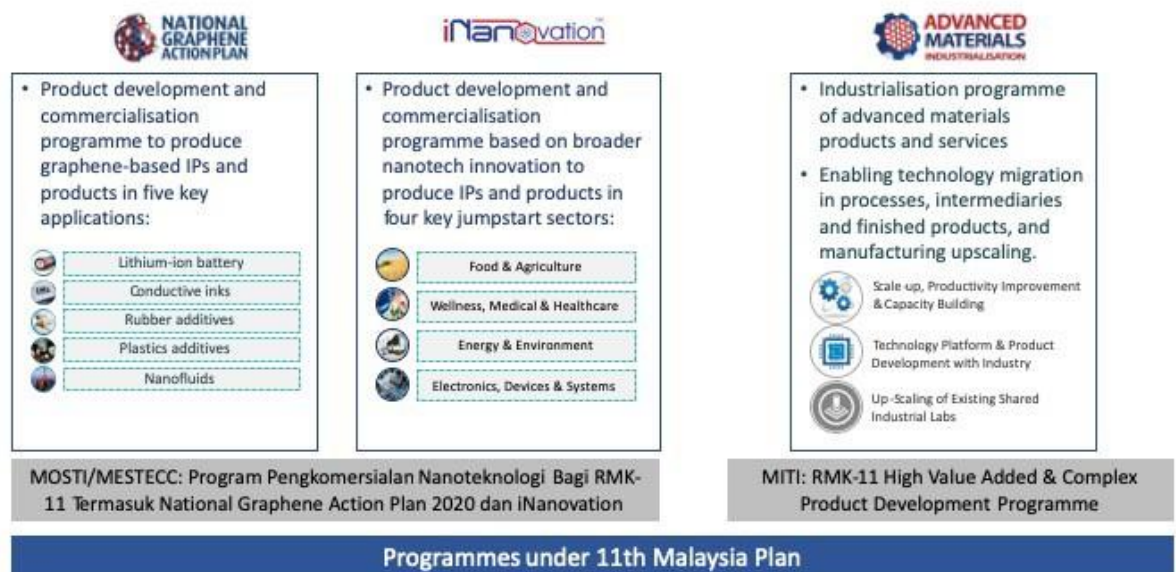 NATIONAL
GRAPHENE
ACTION PLAN
• Product development and
commercialisation
programme to produce
graphene-based IPs and
products in five key
applications:
Lithium-ion battery
Conductive inks
Rubber additives
Plastics additives
Nanofluids
iNanovation
• Product development and
commercialisation
programme based on broader
nanotech innovation to
produce IPs and products in
four key jumpstart sectors:
Food & Agriculture
Wellness, Medical & Healthcare
Energy & Environment
Electronics, Devices & Systems
MOSTI/MESTECC: Program Pengkomersialan Nanoteknologi Bagi RMK-
11 Termasuk National Graphene Action Plan 2020 dan iNanovation
ADVANCED
MATERIALS
INDUSTRIALISATION
• Industrialisation programme
of advanced materials
products and services
• Enabling technology migration
in processes, intermediaries
and finished products, and
manufacturing upscaling.
Scale-up, Productivity Improvement
& Capacity Building
Technology Platform & Product
Development with Industry
Up-Scaling of Existing Shared
Industrial Labs
MITI: RMK-11 High Value Added & Complex
Product Development Programme
Programmes under 11th Malaysia Plan